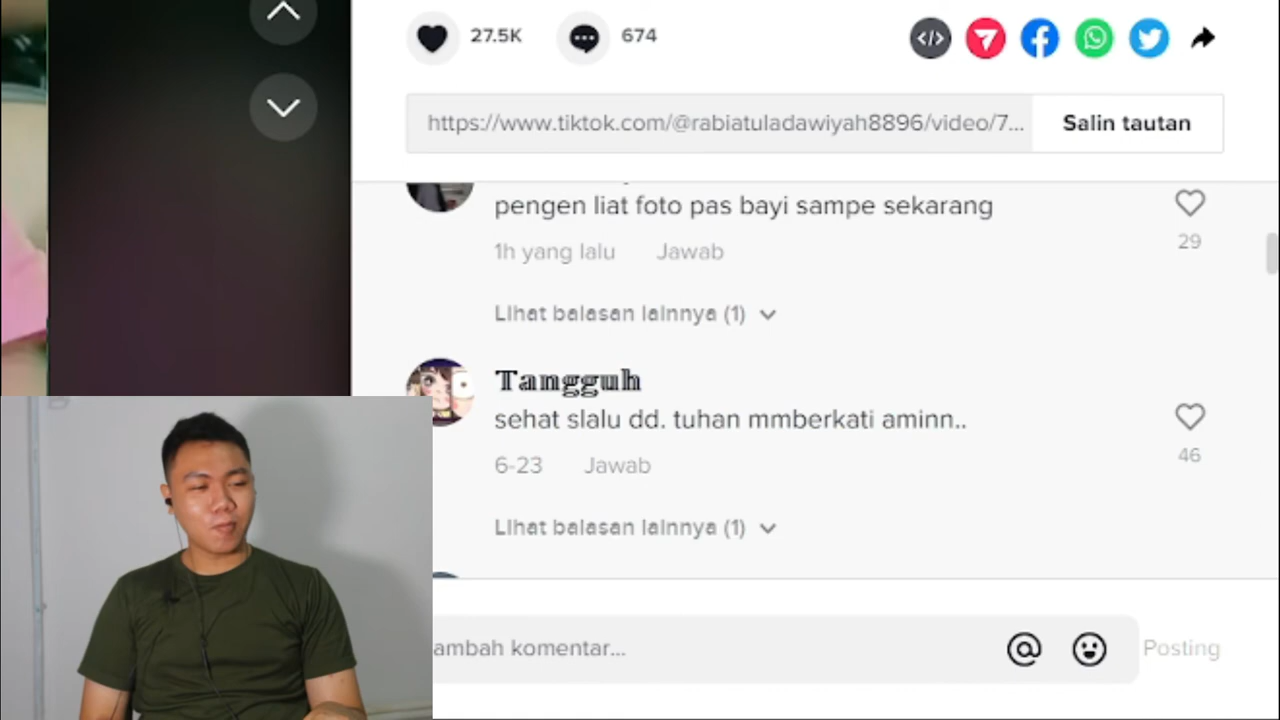 27.5K
674
https://www.tiktok.com/@rabiatuladawiyah8896/video/7...
Salin tautan
pengen liat foto pas bayi sampe sekarang
29
1h yang lalu Jawab
Lihat balasan lainnya (1)
Tangguh
sehat slalu dd. tuhan mmberkati aminn..
46
6-23 Jawab
Lihat balasan lainnya (1)
ambah komentar...
Posting